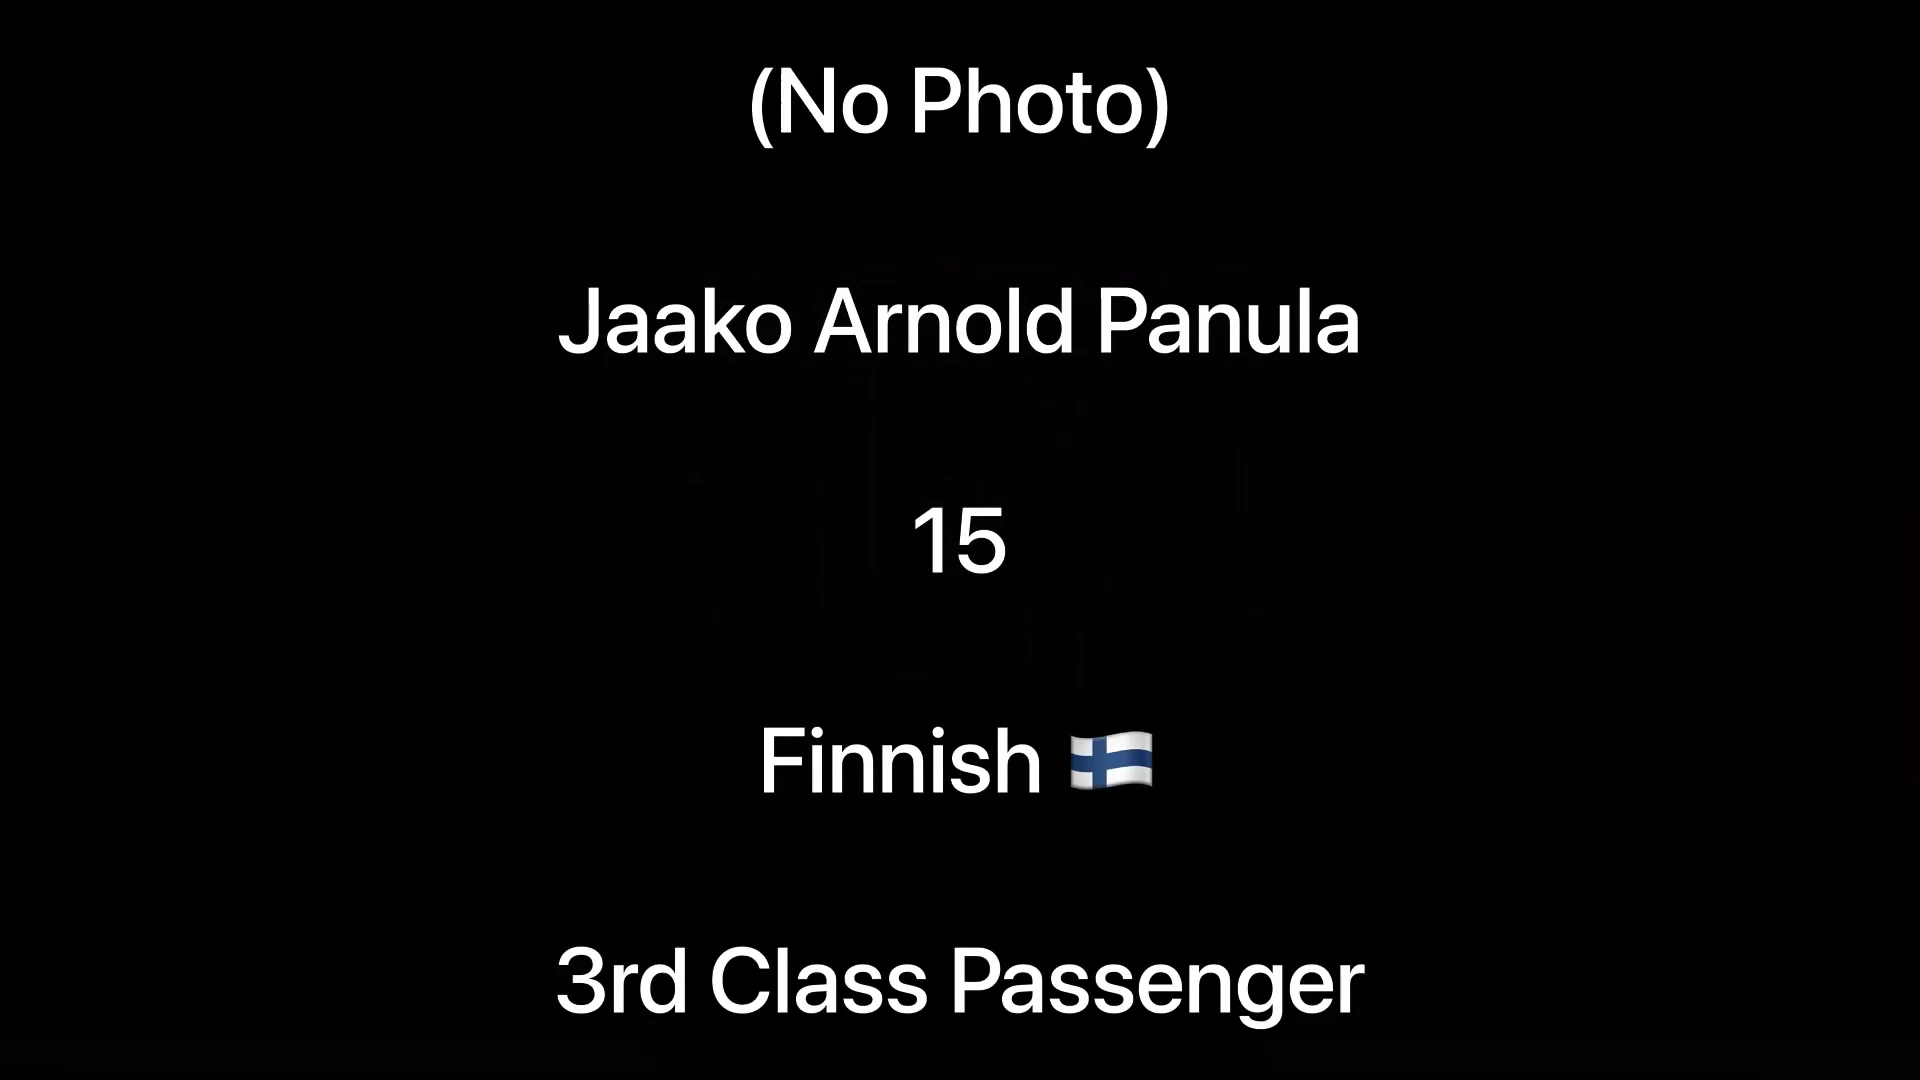 (No Photo)
Jaako Arnold Panula
15
Finnish 🇫🇮
3rd Class Passenger